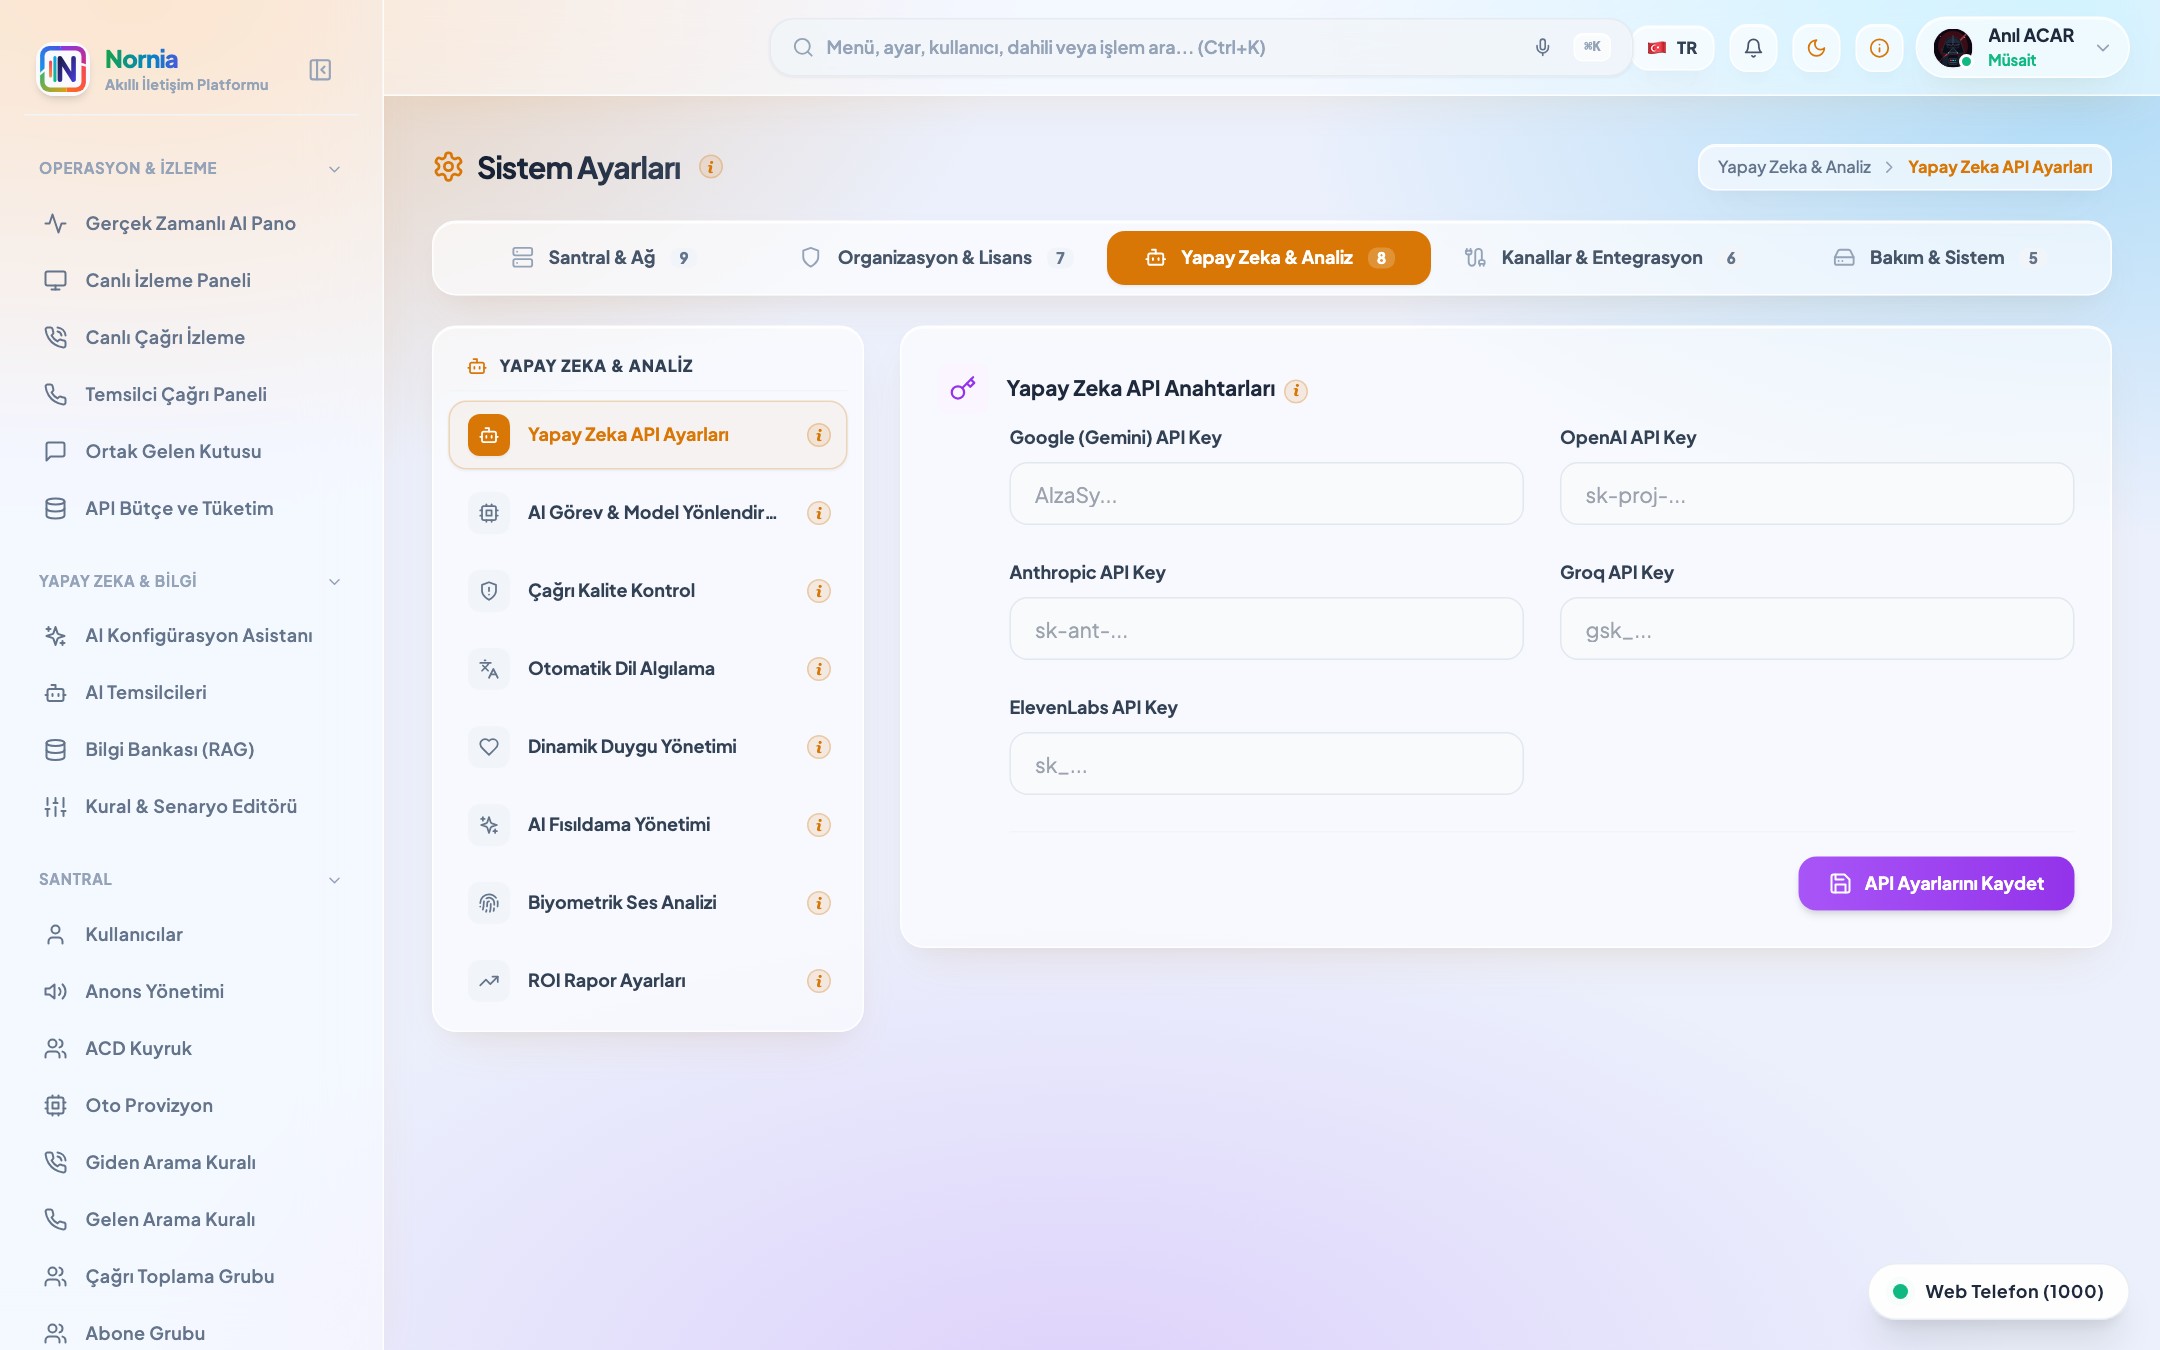 Nornia
Akıllı İletişim Platformu
OPERASYON & İZLEME
Gerçek Zamanlı AI Pano
Canlı İzleme Paneli
Canlı Çağrı İzleme
Temsilci Çağrı Paneli
Ortak Gelen Kutusu
API Bütçe ve Tüketim
YAPAY ZEKA & BİLGİ
AI Konfigürasyon Asistanı
AI Temsilcileri
Bilgi Bankası (RAG)
Kural & Senaryo Editörü
SANTRAL
Kullanıcılar
Anons Yönetimi
ACD Kuyruk
Oto Provizyon
Giden Arama Kuralı
Gelen Arama Kuralı
Çağrı Toplama Grubu
Abone Grubu
Menü, ayar, kullanıcı, dahili veya işlem ara... (Ctrl+K)
⌘K
TR
Anıl ACAR
Müsait
Sistem Ayarları
Yapay Zeka & Analiz > Yapay Zeka API Ayarları
Santral & Ağ 9
Organizasyon & Lisans 7
Yapay Zeka & Analiz 8
Kanallar & Entegrasyon 6
Bakım & Sistem 5
YAPAY ZEKA & ANALİZ
Yapay Zeka API Ayarları
AI Görev & Model Yönlendir...
Çağrı Kalite Kontrol
Otomatik Dil Algılama
Dinamik Duygu Yönetimi
AI Fısıldama Yönetimi
Biyometrik Ses Analizi
ROI Rapor Ayarları
Yapay Zeka API Anahtarları
Google (Gemini) API Key
AIzaSy...
OpenAI API Key
sk-proj-...
Anthropic API Key
sk-ant-...
Groq API Key
gsk_...
ElevenLabs API Key
sk_...
API Ayarlarını Kaydet
Web Telefon (1000)